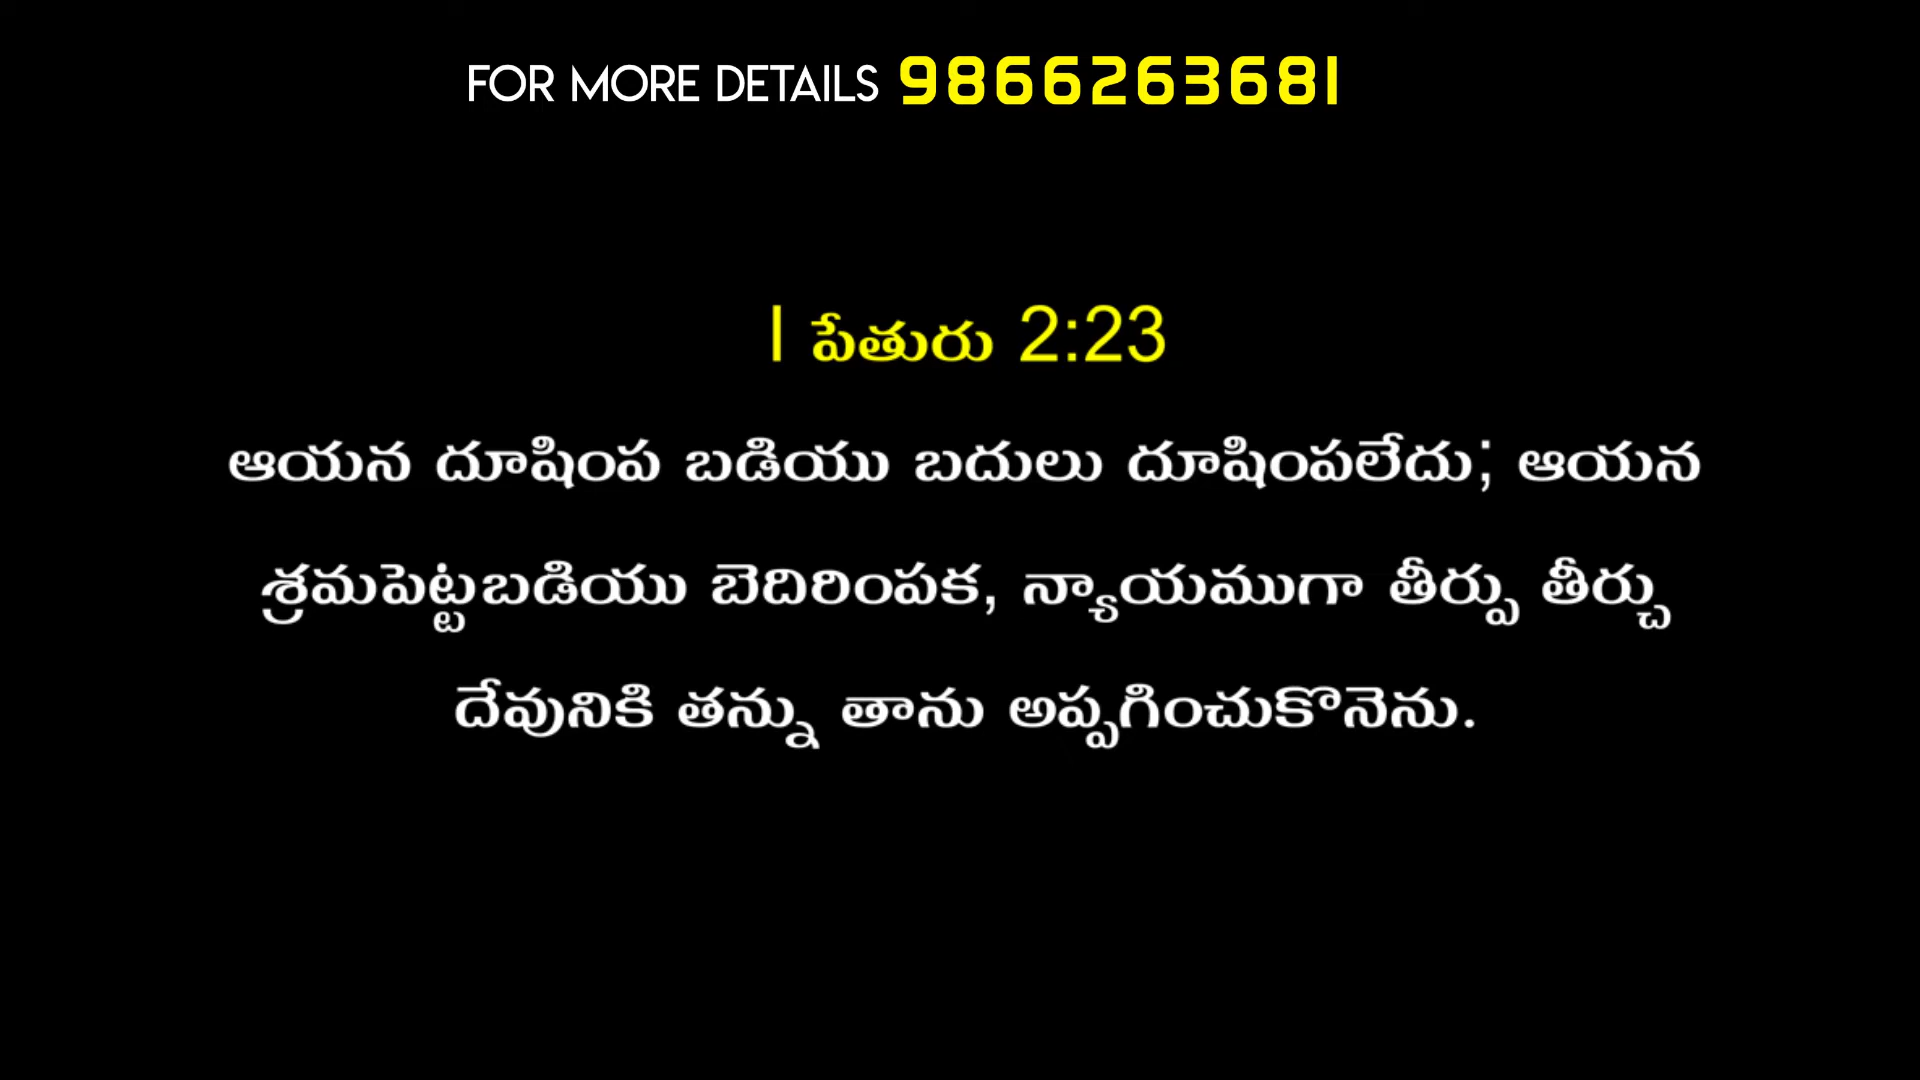 FOR MORE DETAILS 9866263681
I పేతురు 2:23
ఆయన దూషింప బడియు బదులు దూషింపలేదు; ఆయన
శ్రమపెట్టబడియు బెదిరింపక, న్యాయముగా తీర్పు తీర్చు
దేవునికి తన్ను తాను అప్పగించుకొనెను.